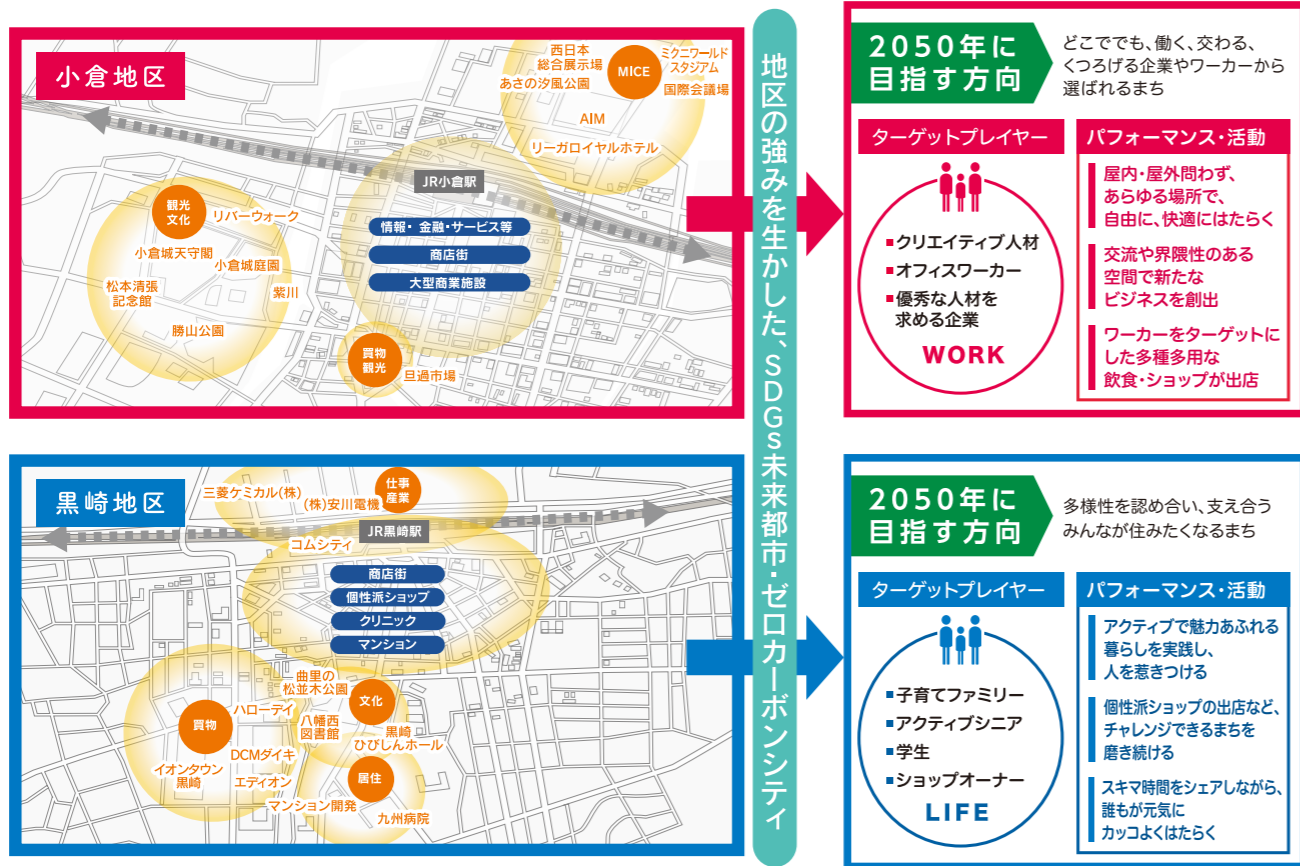 小倉地区
西日本
総合展示場
あさの汐風公園
MICE
ミクニワールド
スタジアム
国際会議場
AIM
リーガロイヤルホテル
JR小倉駅
観光
文化
リバーウォーク
小倉城天守閣
小倉城庭園
松本清張
記念館
紫川
勝山公園
情報・金融・サービス等
商店街
大型商業施設
買物
観光
旦過市場
地区の強みを生かした、SDGs未来都市・ゼロカーボンシティ
2050年に
目指す方向
どこででも、働く、交わる、
くつろげる企業やワーカーから
選ばれるまち
ターゲットプレイヤー
クリエイティブ人材
オフィスワーカー
優秀な人材を
求める企業
WORK
パフォーマンス・活動
屋内・屋外問わず、
あらゆる場所で、
自由に、快適にはたらく
交流や界隈性のある
空間で新たな
ビジネスを創出
ワーカーをターゲットに
した多種多用な
飲食・ショップが出店
黒崎地区
三菱ケミカル(株)
(株)安川電機
仕事
産業
JR黒崎駅
コムシティ
商店街
個性派ショップ
クリニック
マンション
買物
ハローデイ
DCMダイキ
イオンタウン
黒崎
エディオン
曲里の
松並木公園
文化
八幡西
図書館
黒崎
ひびしんホール
居住
マンション開発
九州病院
2050年に
目指す方向
多様性を認め合い、支え合う
みんなが住みたくなるまち
ターゲットプレイヤー
子育てファミリー
アクティブシニア
学生
ショップオーナー
LIFE
パフォーマンス・活動
アクティブで魅力あふれる
暮らしを実践し、
人を惹きつける
個性派ショップの出店など、
チャレンジできるまちを
磨き続ける
スキマ時間をシェアしながら、
誰もが元気に
カッコよくはたらく